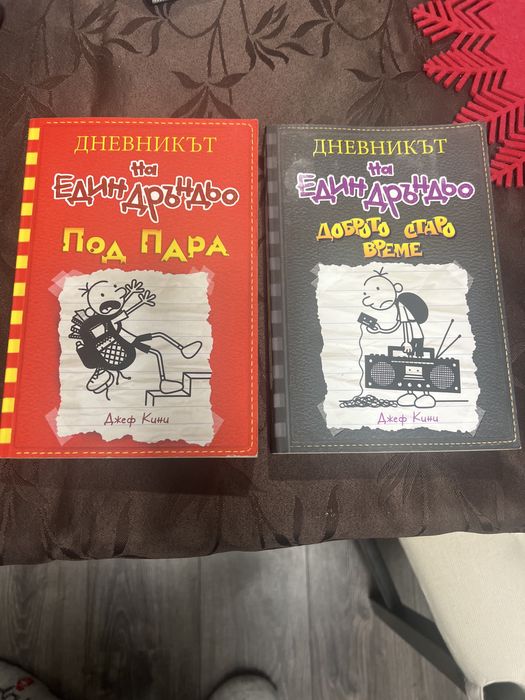 ДНЕВНИКЪТ
на
ЕДИН ДРЪНДЬО
ПОД ПАРА
Джеф Кини
ДНЕВНИКЪТ
на
ЕДИН ДРЪНДЬО
ДОБРОТО СТАРО
ВРЕМЕ
Джеф Кини